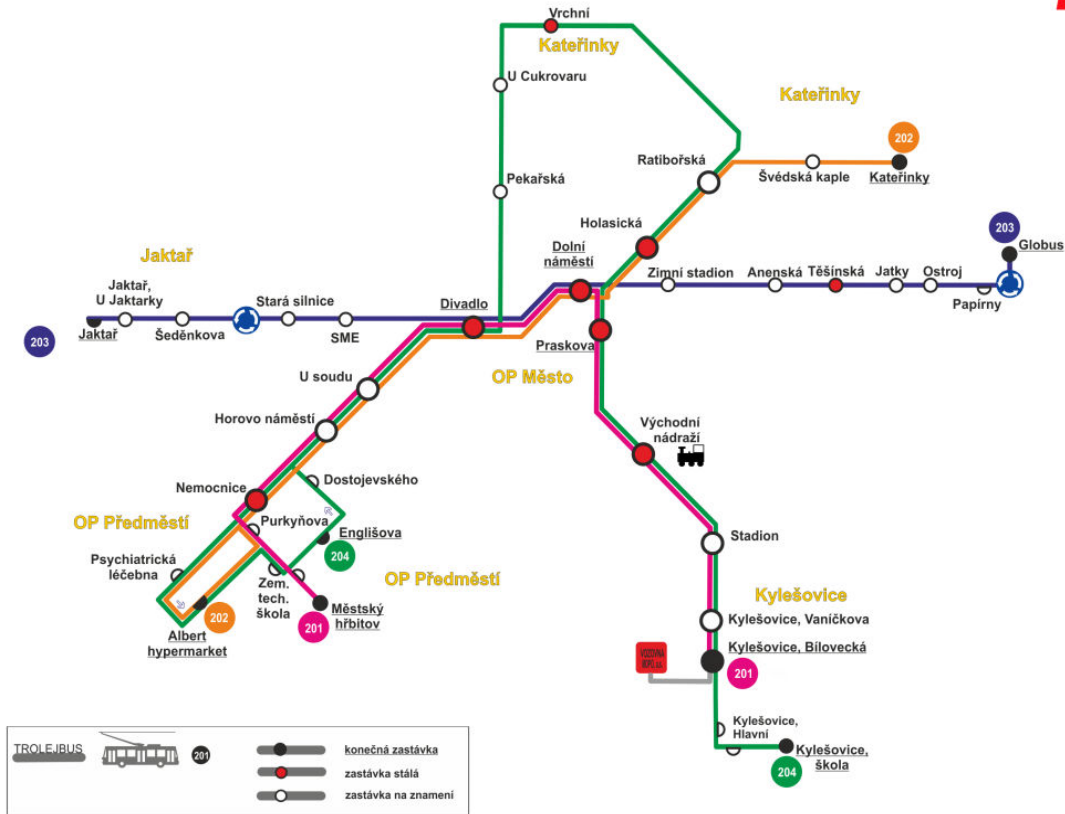 Vrchní
Kateřinky
U Cukrovaru
Kateřinky
202
Ratibořská
Švédská kaple
Kateřinky
Pekařská
Holasická
203
Globus
Dolní
náměstí
Jaktař
Zimní stadion
Anenská
Těšínská
Jatky
Ostroj
Papírny
Jaktař,
U Jaktarky
Stará silnice
Divadlo
Jaktař
Šeděnkova
SME
203
Praskova
OP Město
U soudu
Horovo náměstí
Východní
nádraží
Nemocnice
Dostojevského
OP Předměstí
Purkyňova
Englišova
204
Stadion
Psychiatrická
léčebna
OP Předměstí
Zem.
tech.
škola
Kylešovice
202
Albert
hypermarket
201
Městský
hřbitov
Kylešovice, Vaníčkova
Kylešovice, Bílovecká
VOZOVNA
201
Kylešovice,
Hlavní
Kylešovice,
škola
204
TROLEJBUS
201
konečná zastávka
zastávka stálá
zastávka na znamení